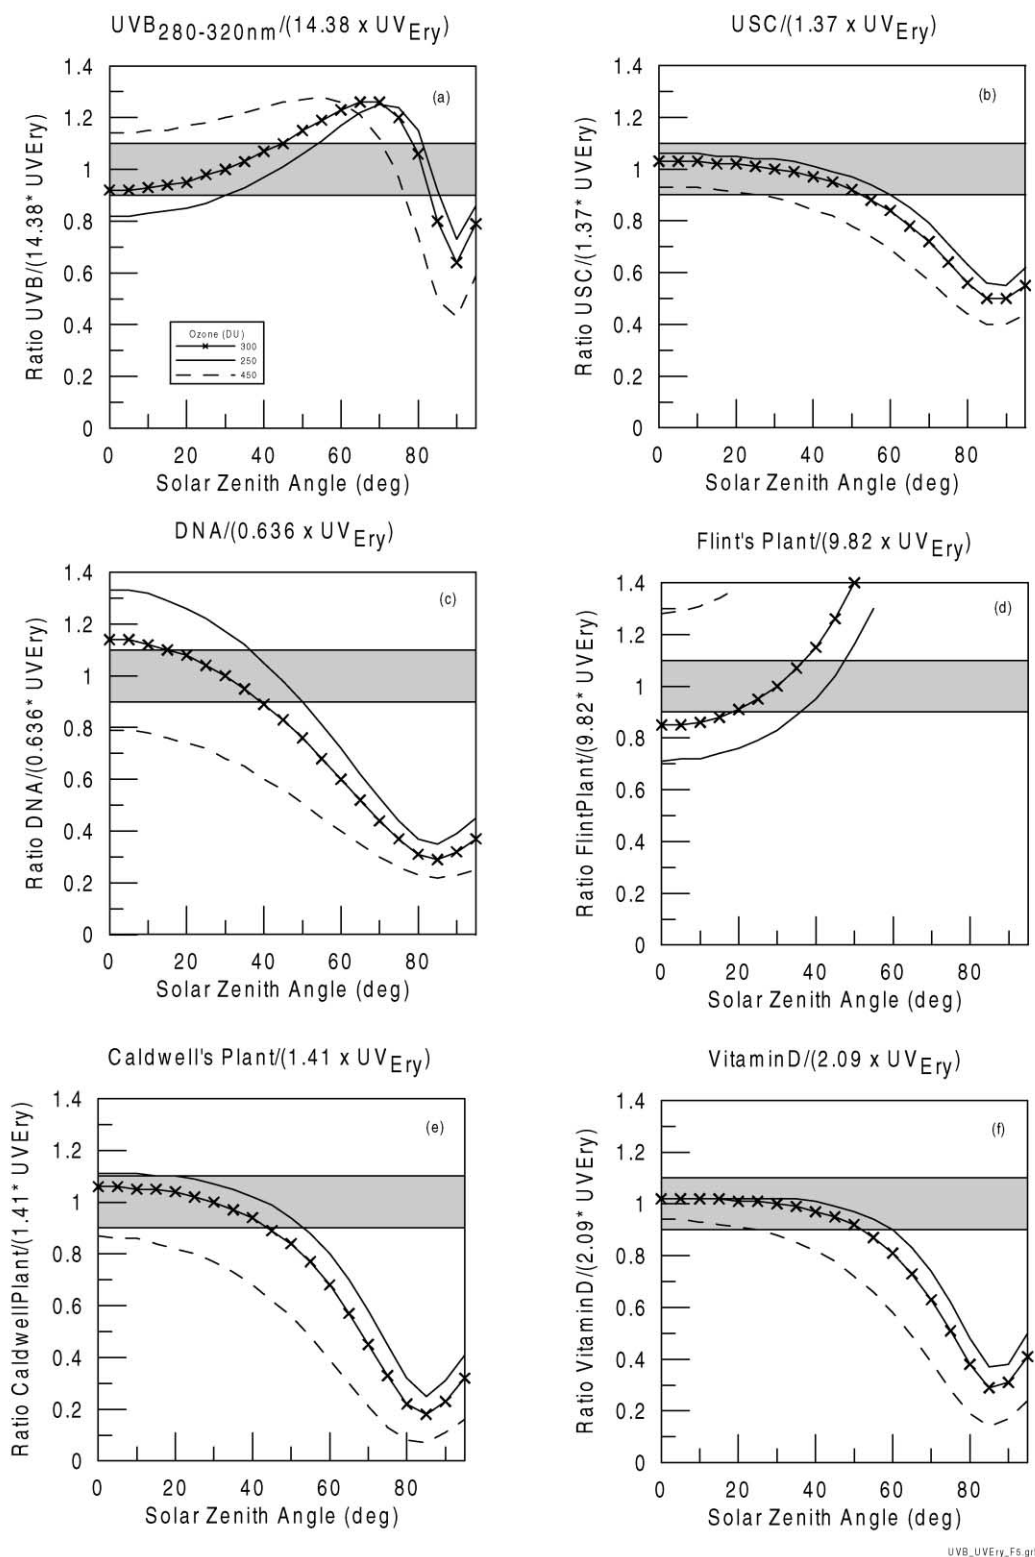 UVB280-320nm/(14.38 x UVEry)
1.4
1.2
1
0.8
0.6
0.4
0.2
0
Ratio UVB/(14.38* UVEry)
(a)
Ozone (DU)
300
250
450
0 20 40 60 80
Solar Zenith Angle (deg)
USC/(1.37 x UVEry)
1.4
1.2
1
0.8
0.6
0.4
0.2
0
Ratio USC/(1.37* UVEry)
(b)
0 20 40 60 80
Solar Zenith Angle (deg)
DNA/(0.636 x UVEry)
1.4
1.2
1
0.8
0.6
0.4
0.2
0
Ratio DNA/(0.636* UVEry)
(c)
0 20 40 60 80
Solar Zenith Angle (deg)
Flint's Plant/(9.82 x UVEry)
1.4
1.2
1
0.8
0.6
0.4
0.2
0
Ratio FlintPlant/(9.82* UVEry)
(d)
0 20 40 60 80
Solar Zenith Angle (deg)
Caldwell's Plant/(1.41 x UVEry)
1.4
1.2
1
0.8
0.6
0.4
0.2
0
Ratio CaldwellPlant/(1.41* UVEry)
(e)
0 20 40 60 80
Solar Zenith Angle (deg)
VitaminD/(2.09 x UVEry)
1.4
1.2
1
0.8
0.6
0.4
0.2
0
Ratio VitaminD/(2.09* UVEry)
(f)
0 20 40 60 80
Solar Zenith Angle (deg)